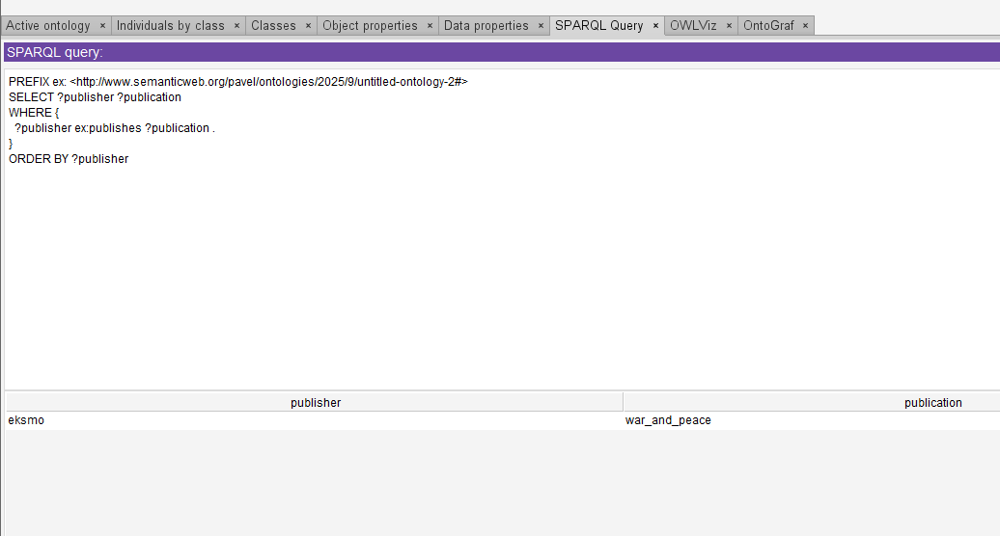 Active ontology × Individuals by class × Classes × Object properties × Data properties × SPARQL Query × OWLViz × OntoGraf ×
SPARQL query:
PREFIX ex: <http://www.semanticweb.org/pavel/ontologies/2025/9/untitled-ontology-2#>
SELECT ?publisher ?publication
WHERE {
?publisher ex:publishes ?publication .
}
ORDER BY ?publisher
publisher publication
eksmo war_and_peace